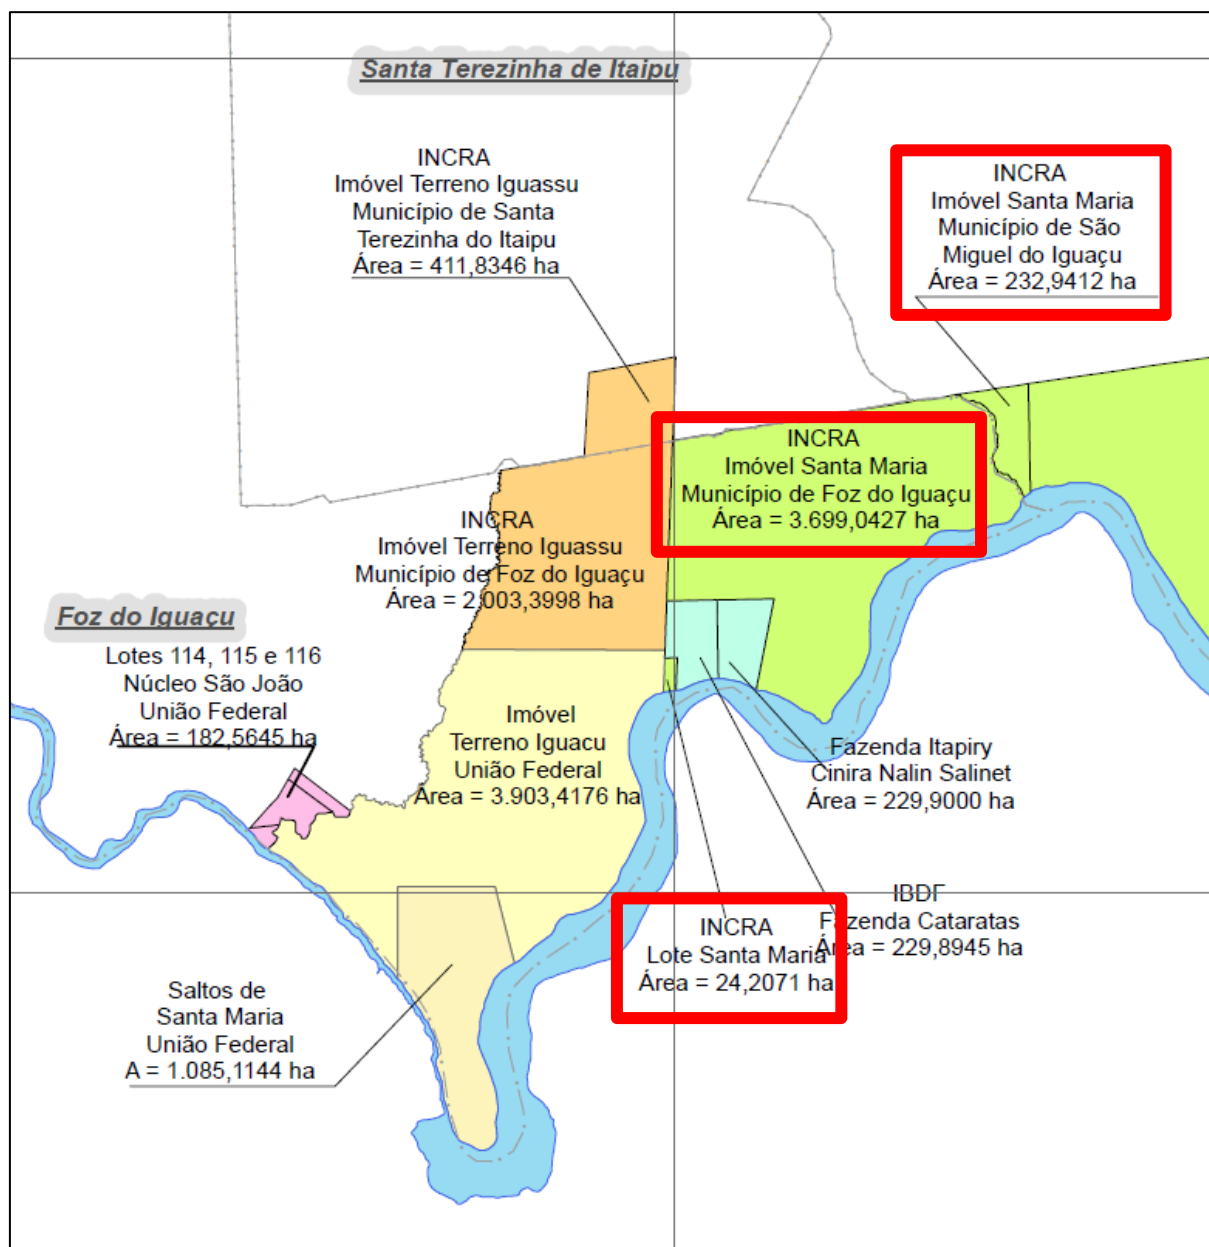 Santa Terezinha de Itaipu
INCRA
Imóvel Terreno Iguassu
Município de Santa
Terezinha do Itaipu
Área = 411,8346 ha
INCRA
Imóvel Santa Maria
Município de São
Miguel do Iguaçu
Área = 232,9412 ha
INCRA
Imóvel Santa Maria
Município de Foz do Iguaçu
Área = 3.699,0427 ha
INCRA
Imóvel Terreno Iguassu
Município de Foz do Iguaçu
Área = 2.003,3998 ha
Foz do Iguaçu
Lotes 114, 115 e 116
Núcleo São João
União Federal
Área = 182,5645 ha
Imóvel
Terreno Iguacu
União Federal
Área = 3.903,4176 ha
Fazenda Itapiry
Cinira Nalin Salinet
Área = 229,9000 ha
IBDF
Fazenda Cataratas
Área = 229,8945 ha
INCRA
Lote Santa Maria
Área = 24,2071 ha
Saltos de
Santa Maria
União Federal
A = 1.085,1144 ha